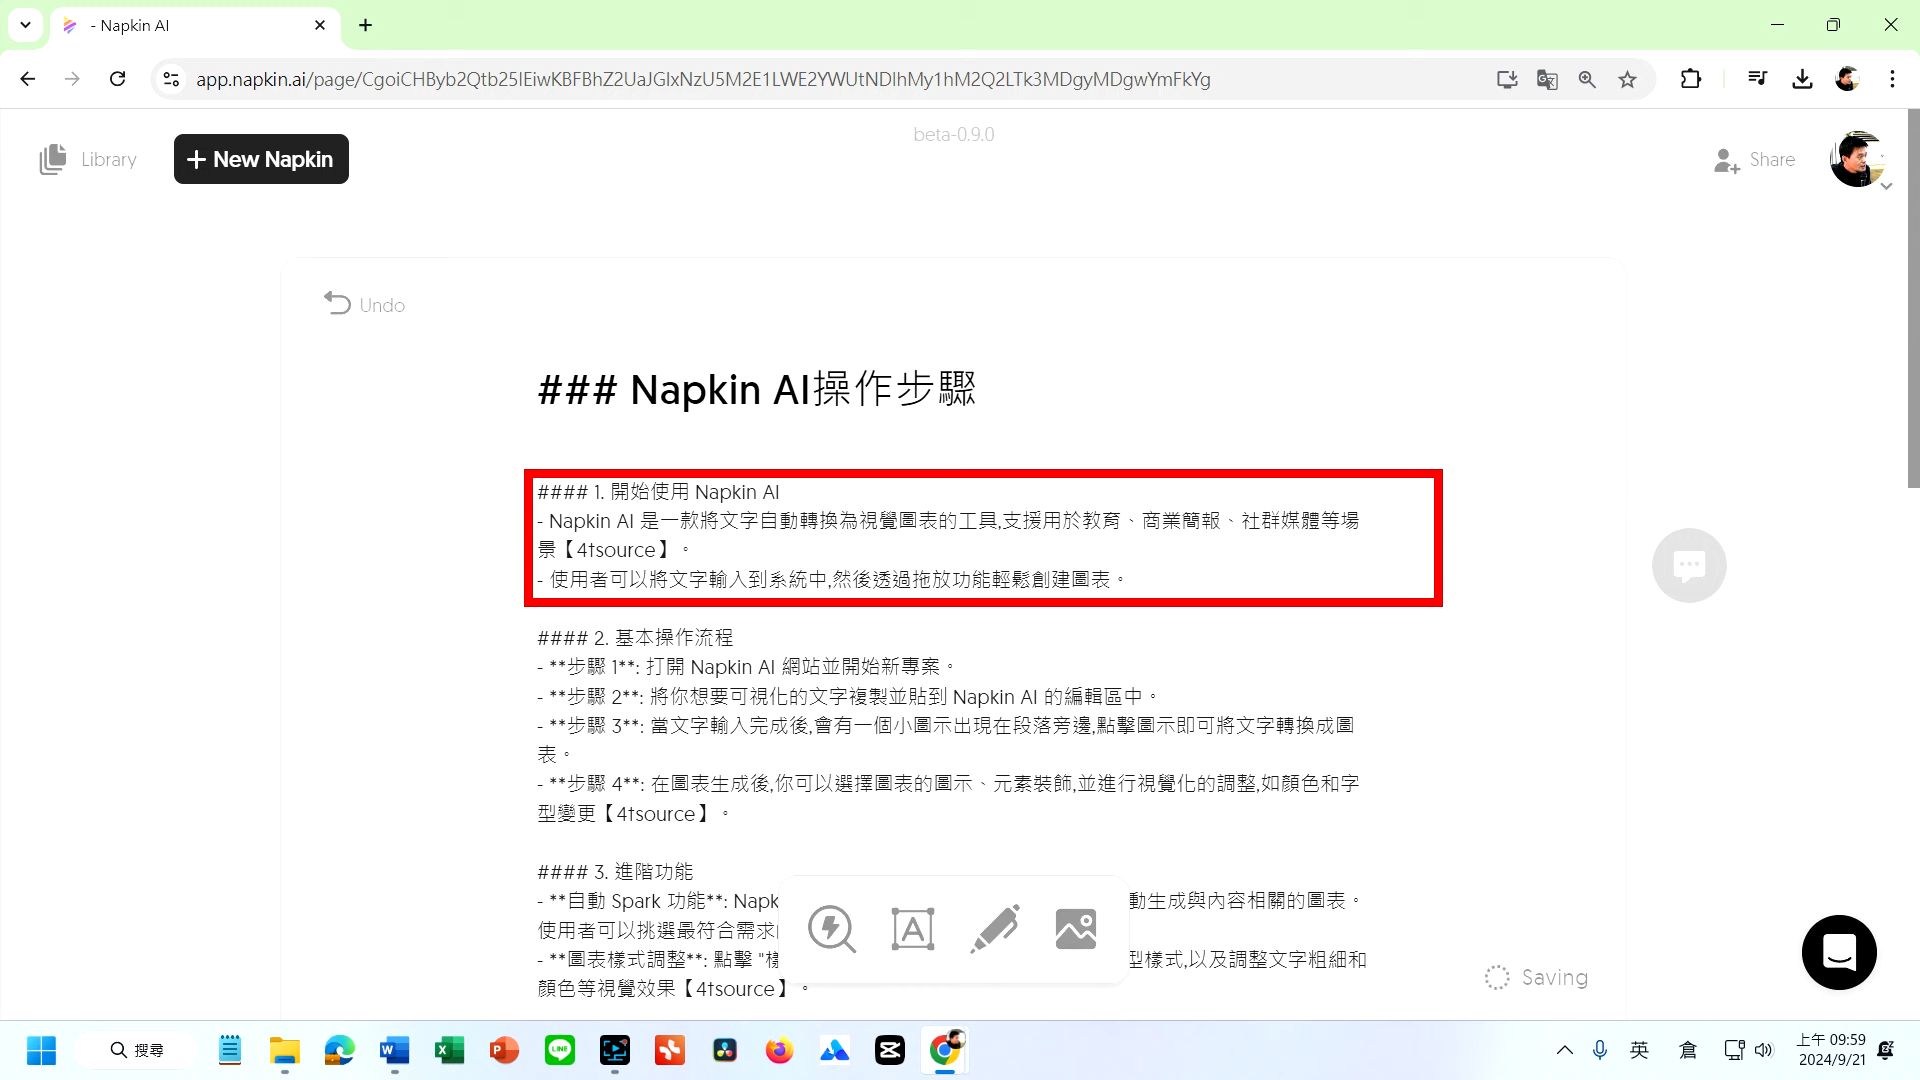 - Napkin AI
app.napkin.ai/page/CgoiCHByb2Qtb25lEiwKBFBhZ2UaJGIxNzU5M2E1LWE2YWUtNDlhMy1hM2Q2LTk3MDgyMDgwYmFkYg
beta-0.9.0
Library
+ New Napkin
Share
Undo
### Napkin AI操作步驟
#### 1. 開始使用 Napkin AI
- Napkin AI 是一款將文字自動轉換為視覺圖表的工具,支援用於教育、商業簡報、社群媒體等場
景【4†source】。
- 使用者可以將文字輸入到系統中,然後透過拖放功能輕鬆創建圖表。
#### 2. 基本操作流程
- **步驟 1**: 打開 Napkin AI 網站並開始新專案。
- **步驟 2**: 將你想要可視化的文字複製並貼到 Napkin AI 的編輯區中。
- **步驟 3**: 當文字輸入完成後,會有一個小圖示出現在段落旁邊,點擊圖示即可將文字轉換成圖
表。
- **步驟 4**: 在圖表生成後,你可以選擇圖表的圖示、元素裝飾,並進行視覺化的調整,如顏色和字
型變更【4†source】。
#### 3. 進階功能
- **自動 Spark 功能**: Napk 動生成與內容相關的圖表。
使用者可以挑選最符合需求
- **圖表樣式調整**: 點擊 "樣 型樣式,以及調整文字粗細和
顏色等視覺效果【4†source】。
Saving
搜尋
英
倉
上午 09:59
2024/9/21